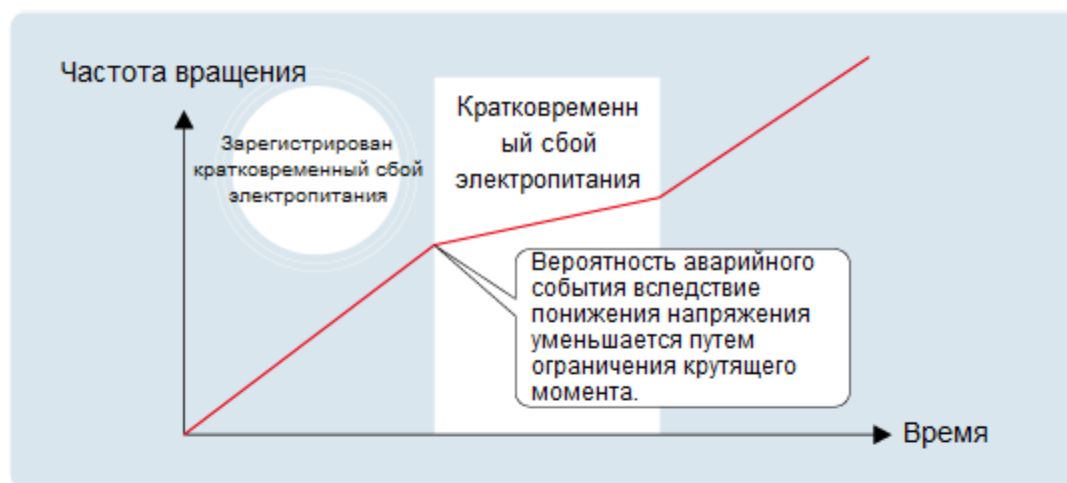 Частота вращения
Зарегистрирован
кратковременный сбой
электропитания
Кратковременн
ый сбой
электропитания
Вероятность аварийного
события вследствие
понижения напряжения
уменьшается путем
ограничения крутящего
момента.
Время